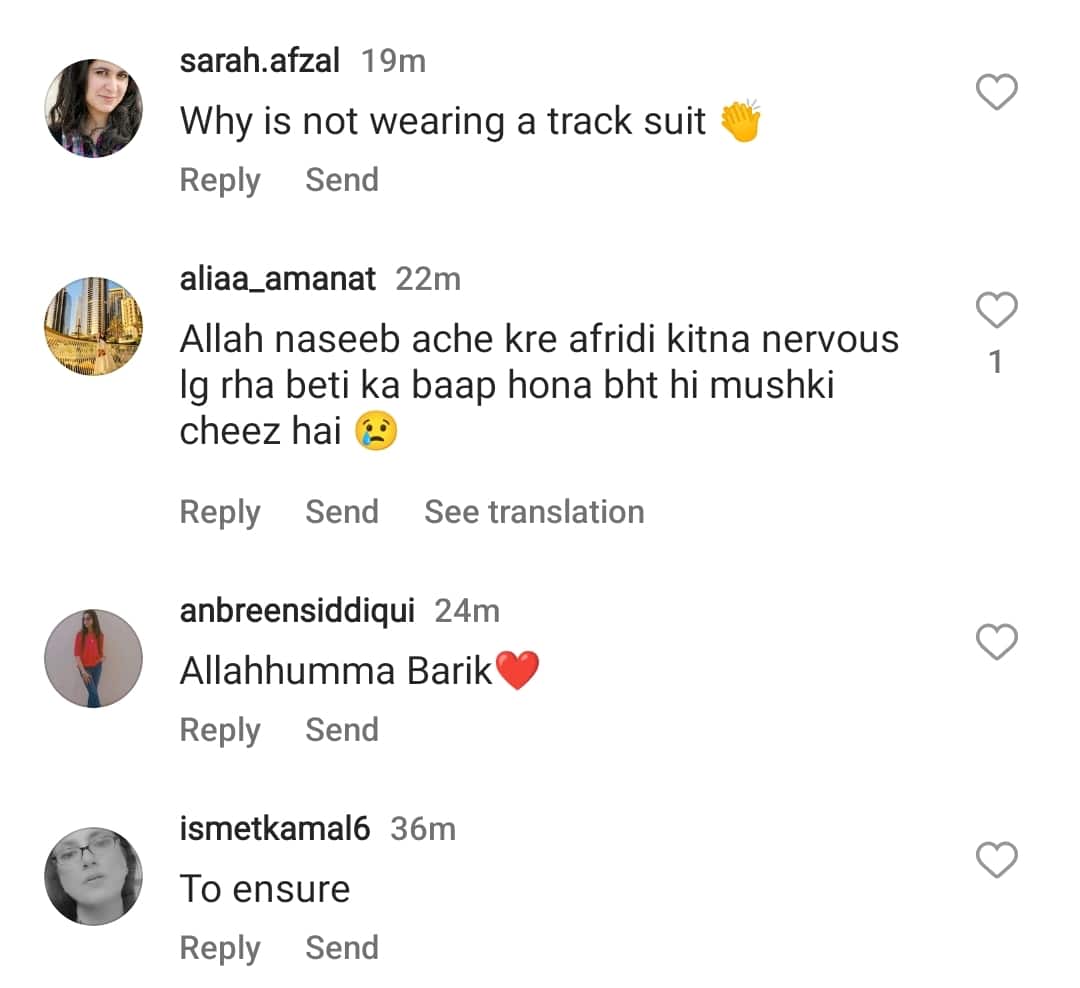 sarah.afzal 19m
Why is not wearing a track suit 👏
Reply Send
aliaa_amanat 22m
Allah naseeb ache kre afridi kitna nervous
lg rha beti ka baap hona bht hi mushki
cheez hai 😢
1
Reply Send See translation
anbreensiddiqui 24m
Allahhumma Barik❤️
Reply Send
ismetkamal6 36m
To ensure
Reply Send